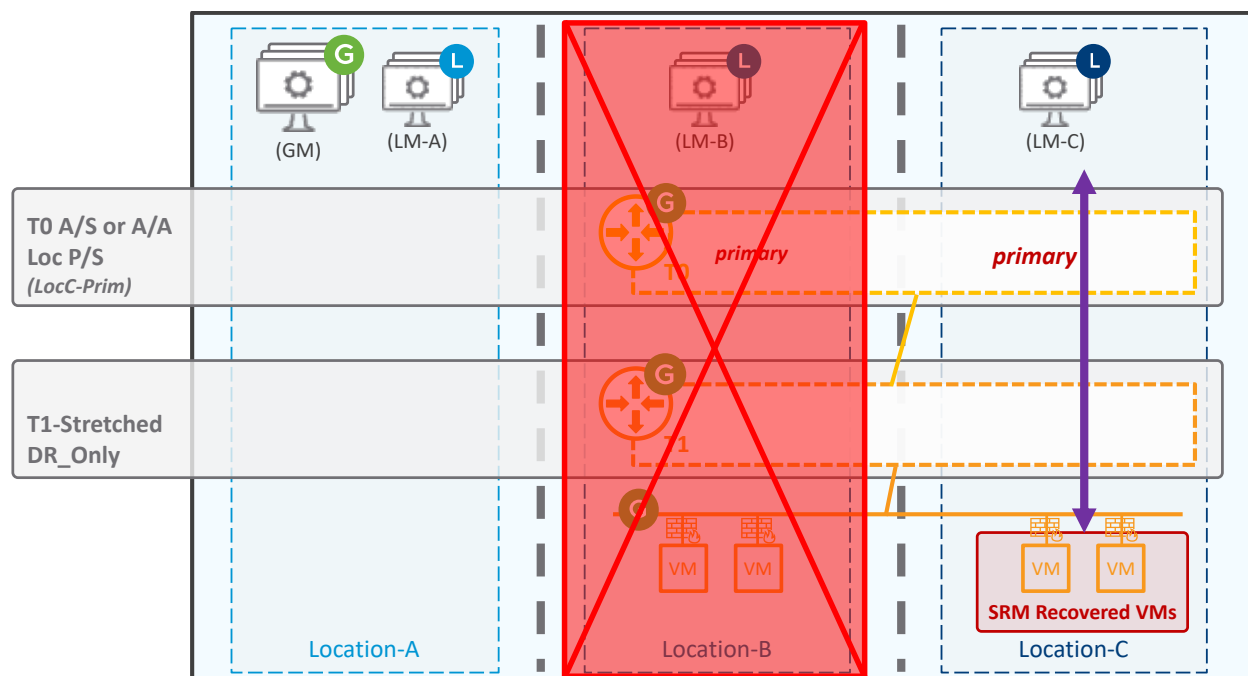 G
L
L
L
(GM)
(LM-A)
(LM-B)
(LM-C)
T0 A/S or A/A
Loc P/S
(LocC-Prim)
G
T0
primary
primary
T1-Stretched
DR_Only
G
T1
G
VM
VM
VM
VM
SRM Recovered VMs
Location-A
Location-B
Location-C